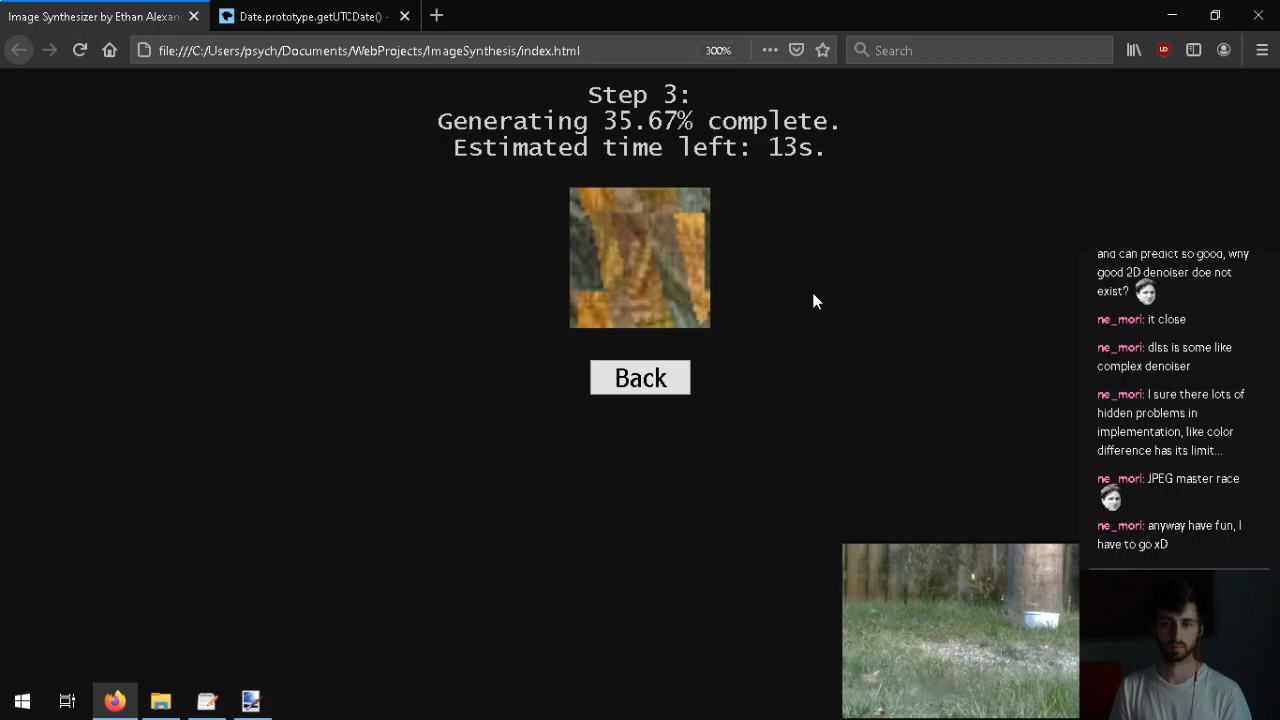 Image Synthesizer by Ethan Alexan
Date.prototype.getUTCDate() -
file:///C:/Users/psych/Documents/WebProjects/ImageSynthesis/index.html
300%
Search
Step 3:
Generating 35.67% complete.
Estimated time left: 13s.
Back
and can predict so good, why
good 2D denoiser doe not
exist?
ne_mori: it close
ne_mori: dlss is some like
complex denoiser
ne_mori: I sure there lots of
hidden problems in
implementation, like color
difference has its limit...
ne_mori: JPEG master race
ne_mori: anyway have fun, I
have to go xD